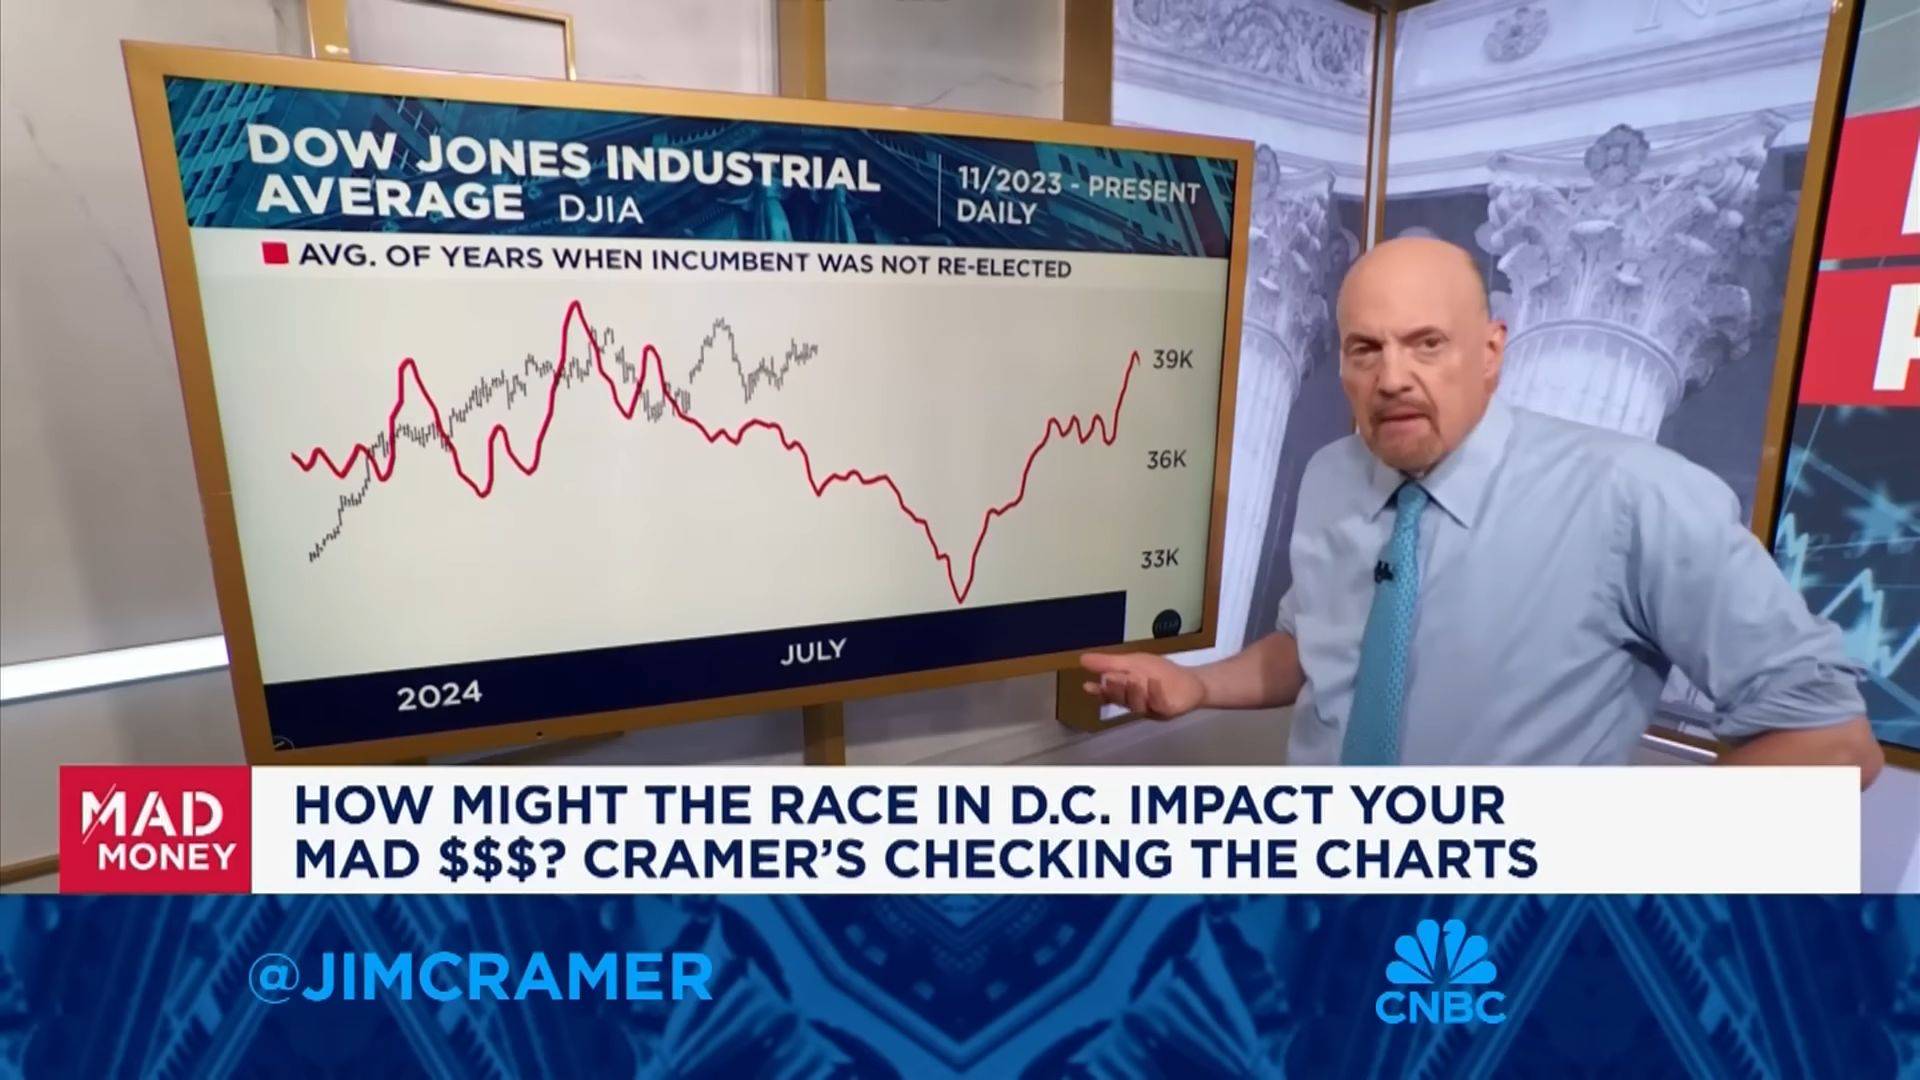 DOW JONES INDUSTRIAL
AVERAGE DJIA
11/2023 - PRESENT
DAILY
AVG. OF YEARS WHEN INCUMBENT WAS NOT RE-ELECTED
39K
36K
33K
JULY
2024
MAD
MONEY
HOW MIGHT THE RACE IN D.C. IMPACT YOUR
MAD $$$? CRAMER'S CHECKING THE CHARTS
@JIMCRAMER
CNBC